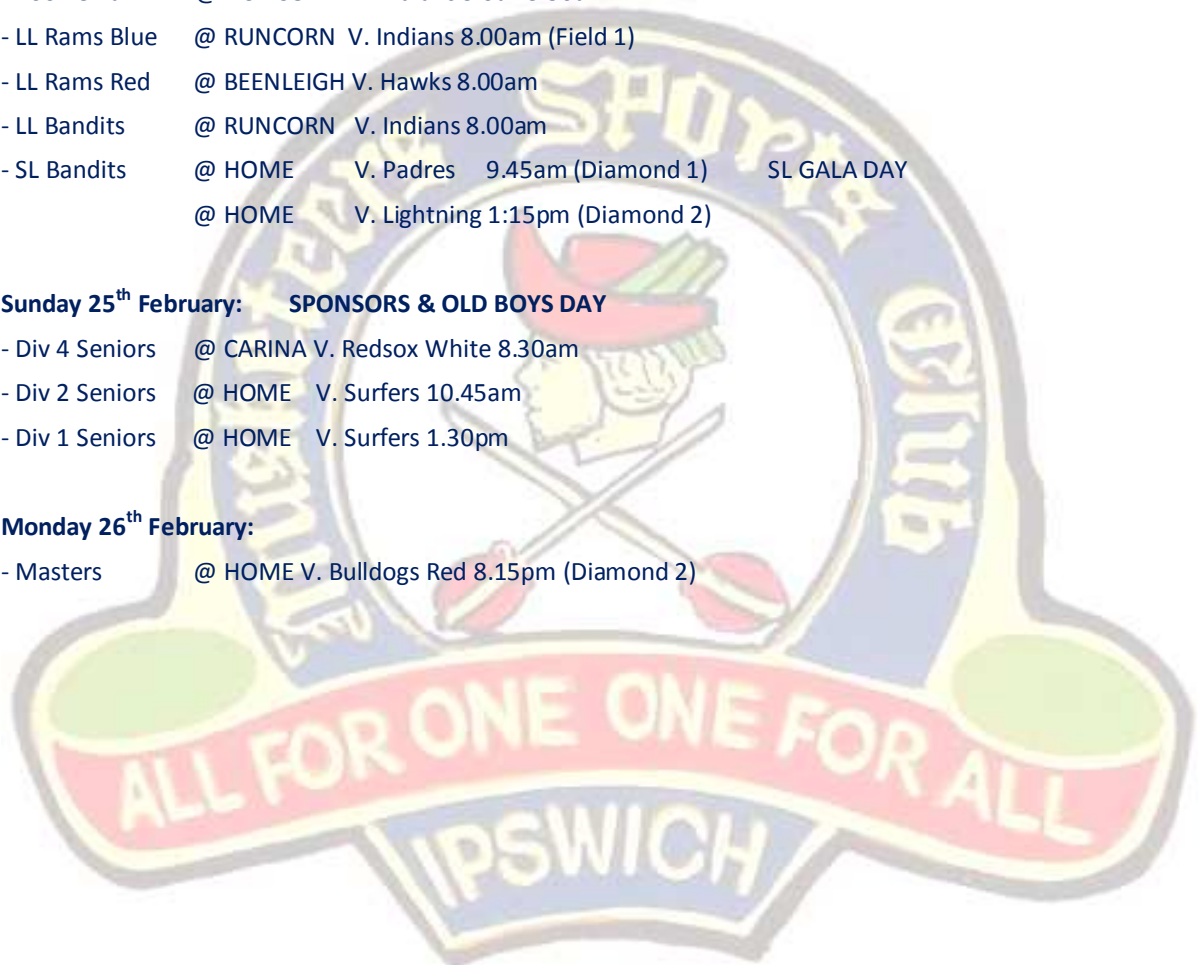 - LL Rams Blue @ RUNCORN V. Indians 8.00am (Field 1)
- LL Rams Red @ BEENLEIGH V. Hawks 8.00am
- LL Bandits @ RUNCORN V. Indians 8.00am
- SL Bandits @ HOME V. Padres 9.45am (Diamond 1) SL GALA DAY
@ HOME V. Lightning 1:15pm (Diamond 2)
Sunday 25th February: SPONSORS & OLD BOYS DAY
- Div 4 Seniors @ CARINA V. Redsox White 8.30am
- Div 2 Seniors @ HOME V. Surfers 10.45am
- Div 1 Seniors @ HOME V. Surfers 1.30pm
Monday 26th February:
- Masters @ HOME V. Bulldogs Red 8.15pm (Diamond 2)
Musketeers Sports Club
ALL FOR ONE ONE FOR ALL
IPSWICH